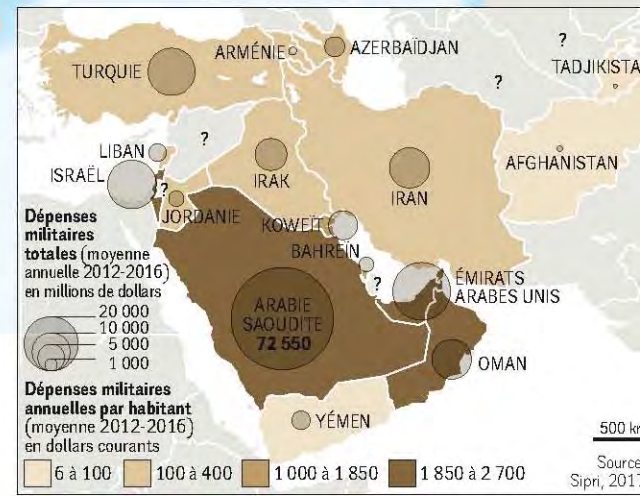 ?
ARMÉNIE
AZERBAÏDJAN
TURQUIE
?
TADJIKISTA
?
LIBAN
ISRAËL
?
IRAK
IRAN
AFGHANISTAN
JORDANIE
KOWEÏT
BAHREÏN
?
ÉMIRATS
ARABES UNIS
ARABIE
SAOUDITE
72 550
OMAN
YÉMEN
Dépenses
militaires
totales (moyenne
annuelle 2012-2016)
en millions de dollars
20 000
10 000
5 000
1 000
Dépenses militaires
annuelles par habitant
(moyenne 2012-2016)
en dollars courants
6 à 100
100 à 400
1 000 à 1 850
1 850 à 2 700
500 km
Source
Sipri, 2017